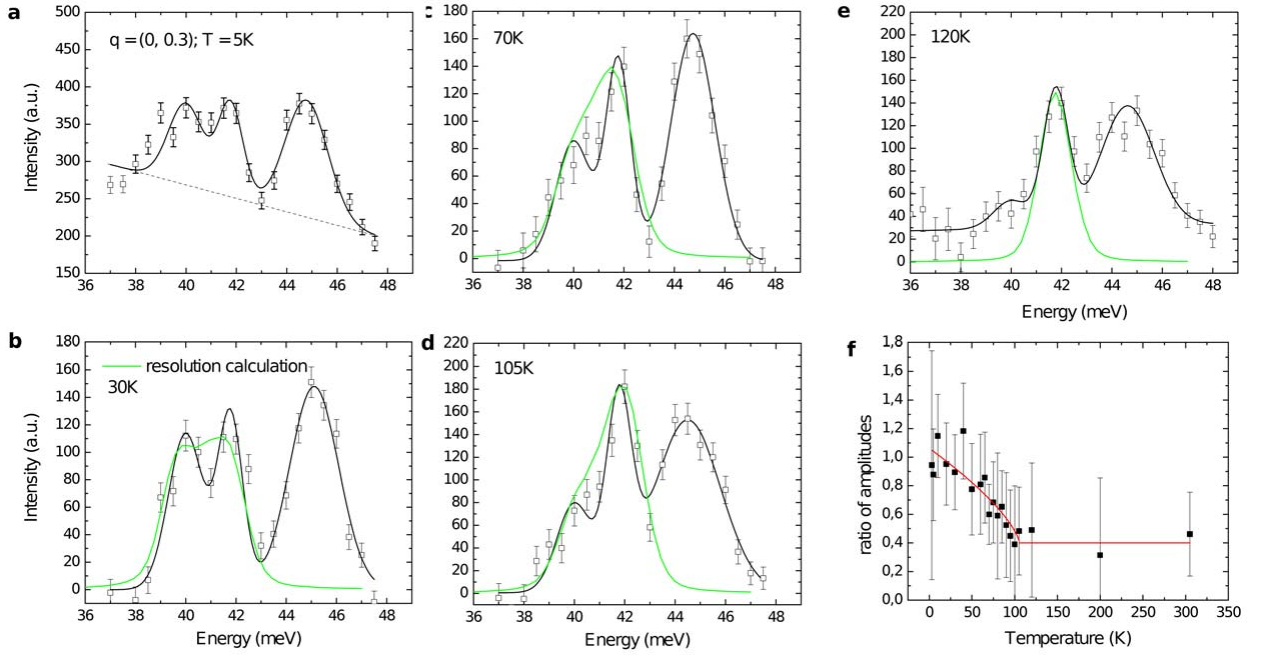 a
q = (0, 0.3); T = 5K
Intensity (a.u.)
500
450
400
350
300
250
200
150
36 38 40 42 44 46 48
c
70K
180
160
140
120
100
80
60
40
20
0
36 38 40 42 44 46 48
e
120K
220
200
180
160
140
120
100
80
60
40
20
0
36 38 40 42 44 46 48
Energy (meV)
b
resolution calculation
30K
Intensity (a.u.)
180
160
140
120
100
80
60
40
20
0
36 38 40 42 44 46 48
Energy (meV)
d
105K
220
200
180
160
140
120
100
80
60
40
20
0
36 38 40 42 44 46 48
Energy (meV)
f
ratio of amplitudes
1,8
1,6
1,4
1,2
1,0
0,8
0,6
0,4
0,2
0,0
0 50 100 150 200 250 300 350
Temperature (K)